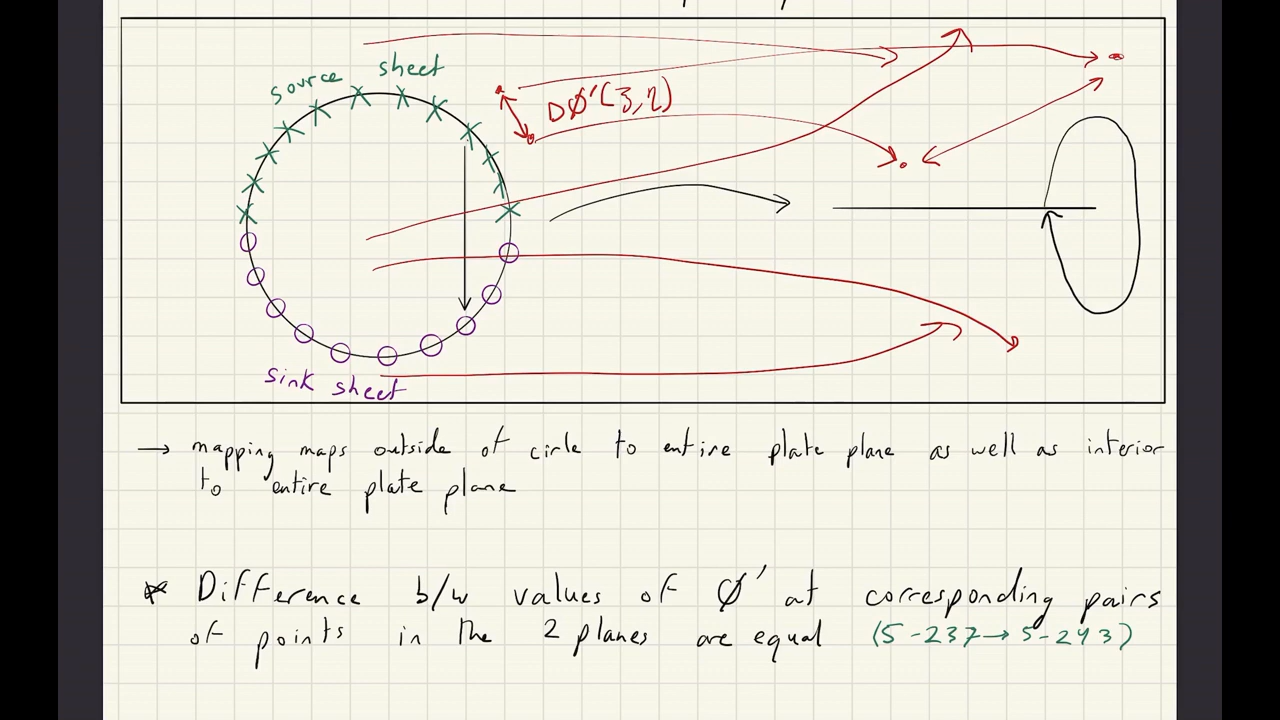 source sheet
DØ'(3,2)
sink sheet
→ mapping maps outside of circle to entire plate plane as well as interior
to entire plate plane
* Difference b/w values of Ø' at corresponding pairs
of points in the 2 planes are equal (5-237→5-243)